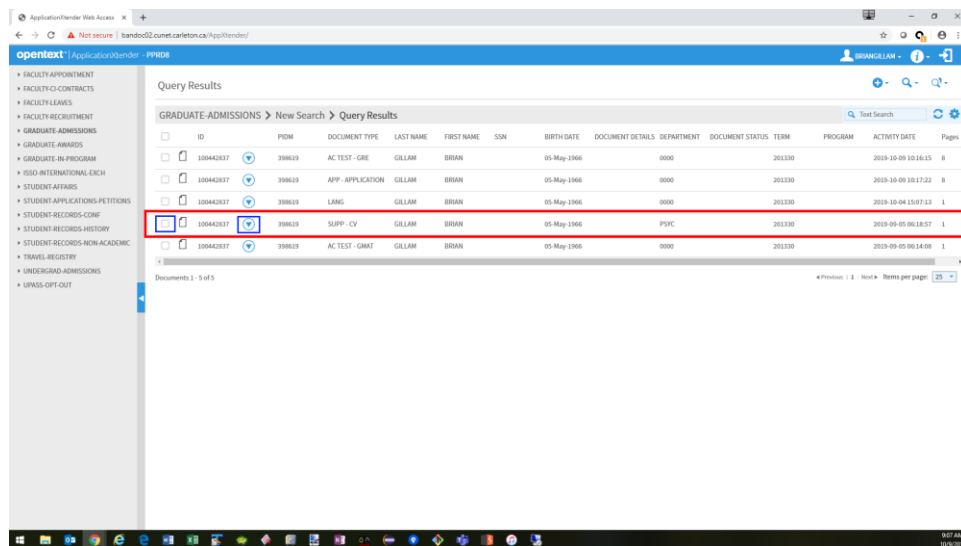 ApplicationXtender Web Access × +
Not secure | bandoc02.cunet.carleton.ca/AppXtender/
opentext™ | ApplicationXtender - PPRD8 BRIANGILLAM
FACULTY-APPOINTMENT
FACULTY-CI-CONTRACTS
FACULTY-LEAVES
FACULTY-RECRUITMENT
GRADUATE-ADMISSIONS
GRADUATE-AWARDS
GRADUATE-IN-PROGRAM
ISSO-INTERNATIONAL-EXCH
STUDENT-AFFAIRS
STUDENT-APPLICATIONS-PETITIONS
STUDENT-RECORDS-CONF
STUDENT-RECORDS-HISTORY
STUDENT-RECORDS-NON-ACADEMIC
TRAVEL-REGISTRY
UNDERGRAD-ADMISSIONS
UPASS-OPT-OUT
Query Results
GRADUATE-ADMISSIONS > New Search > Query Results Text Search
ID PIDM DOCUMENT TYPE LAST NAME FIRST NAME SSN BIRTH DATE DOCUMENT DETAILS DEPARTMENT DOCUMENT STATUS TERM PROGRAM ACTIVITY DATE Pages
100442837 398619 AC TEST - GRE GILLAM BRIAN 05-May-1966 0000 201330 2019-10-09 10:16:15 8
100442837 398619 APP - APPLICATION GILLAM BRIAN 05-May-1966 0000 201330 2019-10-09 10:17:22 8
100442837 398619 LANG GILLAM BRIAN 05-May-1966 0000 201330 2019-10-04 15:07:13 1
100442837 398619 SUPP - CV GILLAM BRIAN 05-May-1966 PSYC 201330 2019-09-05 06:18:57 1
100442837 398619 AC TEST - GMAT GILLAM BRIAN 05-May-1966 0000 201330 2019-09-05 06:14:08 1
Documents 1 - 5 of 5 Previous | 1 | Next Items per page: 25
9:07 AM